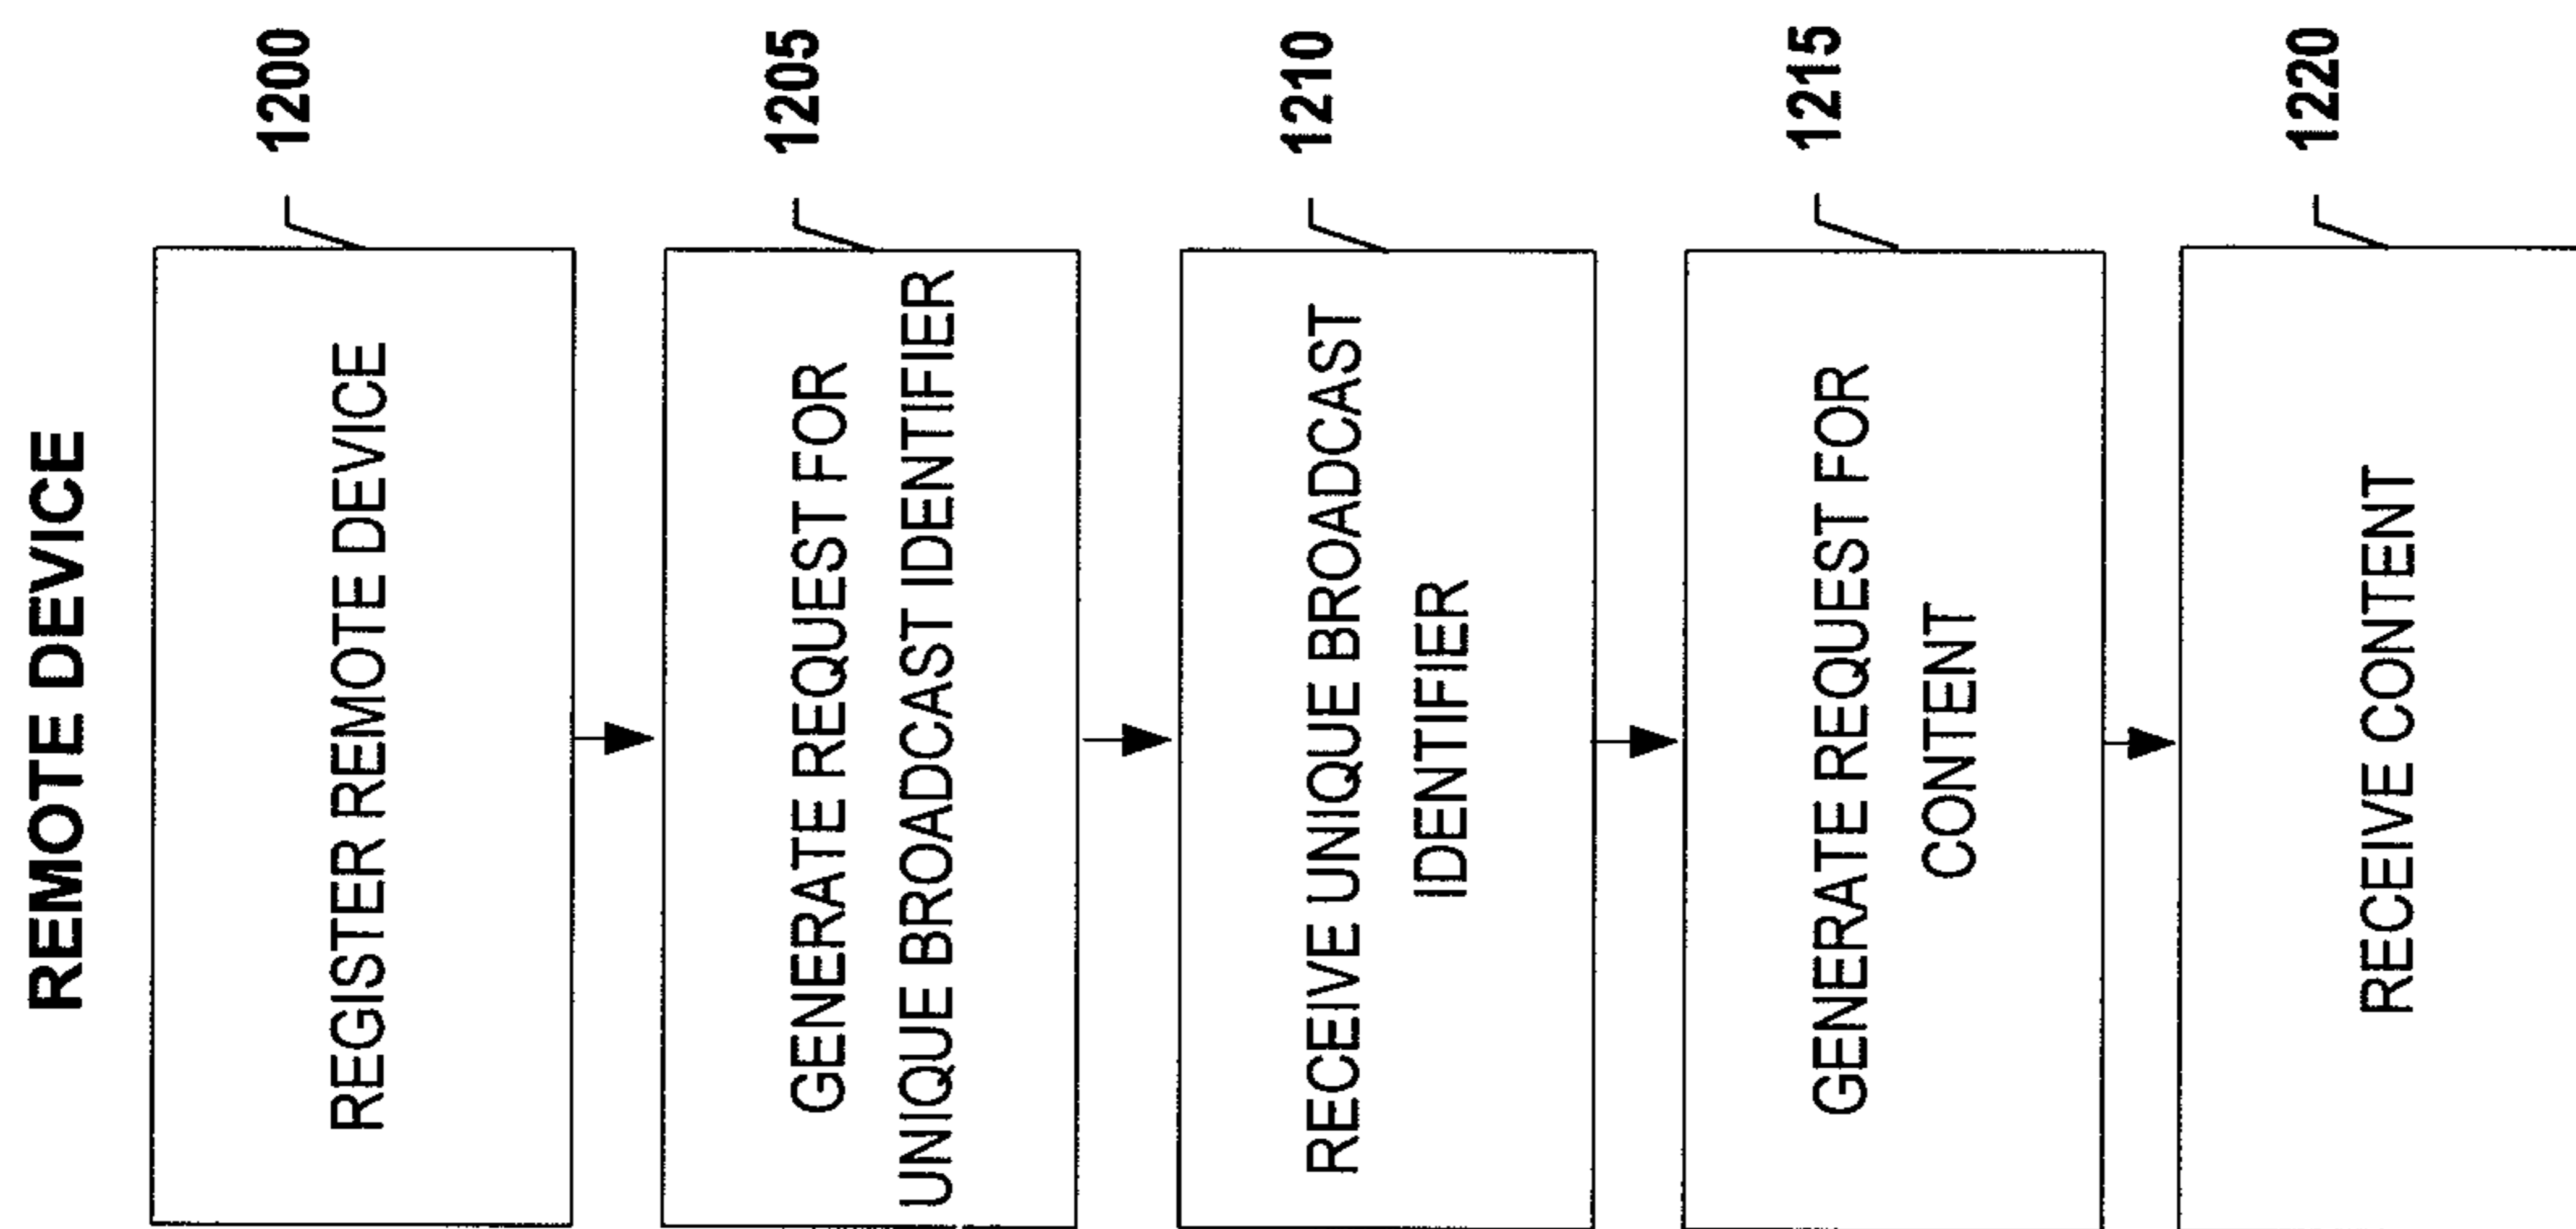 REMOTE DEVICE
REGISTER REMOTE DEVICE
1200
GENERATE REQUEST FOR
UNIQUE BROADCAST IDENTIFIER
1205
RECEIVE UNIQUE BROADCAST
IDENTIFIER
1210
GENERATE REQUEST FOR
CONTENT
1215
RECEIVE CONTENT
1220